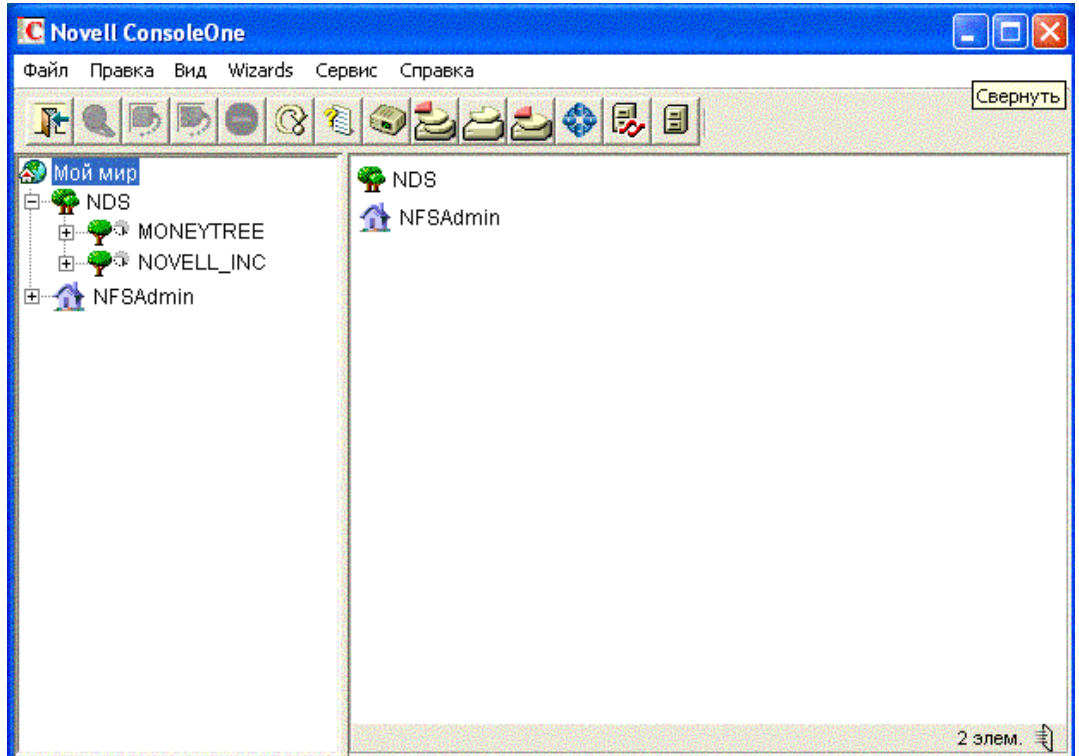 Novell ConsoleOne
Файл Правка Вид Wizards Сервис Справка
Свернуть
Мой мир
NDS
MONEYTREE
NOVELL_INC
NFSAdmin
NDS
NFSAdmin
2 элем.